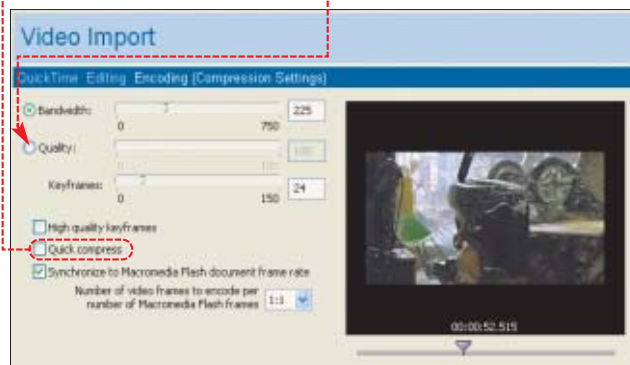 Video Import
QuickTime Editing Encoding (Compression Settings)
Bandwidth: 225
0 750
Quality: 100
Keyframes: 24
0 150
High quality keyframes
Quick compress
Synchronize to Macromedia Flash document frame rate
Number of video frames to encode per
number of Macromedia Flash frames 1:1
00:00:52.515